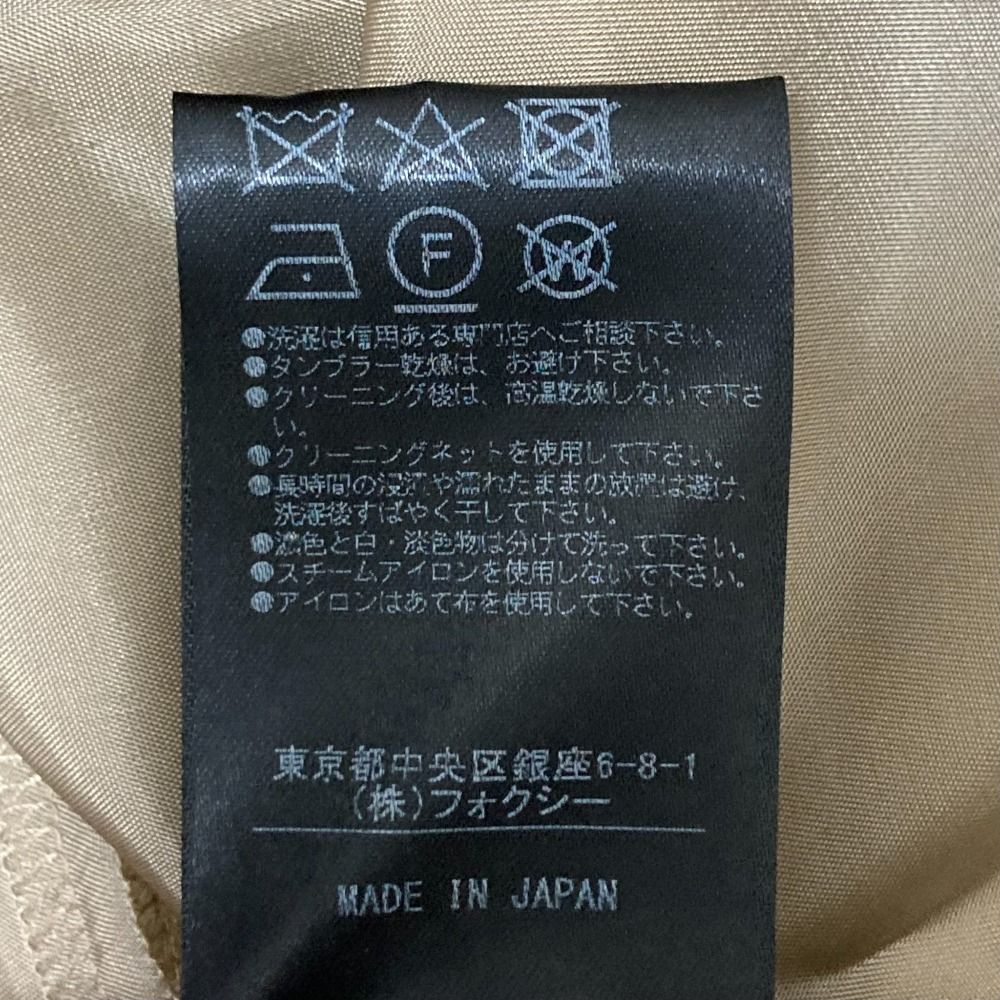 F
W
●洗濯は信用ある専門店へご相談下さい。
●タンブラー乾燥は、お避け下さい。
●クリーニング後は、高温乾燥しないで下さ
い。
●クリーニングネットを使用して下さい。
●長時間の浸漬や濡れたままの放置は避け、
洗濯後すばやく干して下さい。
●濃色と白・淡色物は分けて洗って下さい。
●スチームアイロンを使用しないで下さい。
●アイロンはあて布を使用して下さい。
東京都中央区銀座6-8-1
(株)フォクシー
MADE IN JAPAN